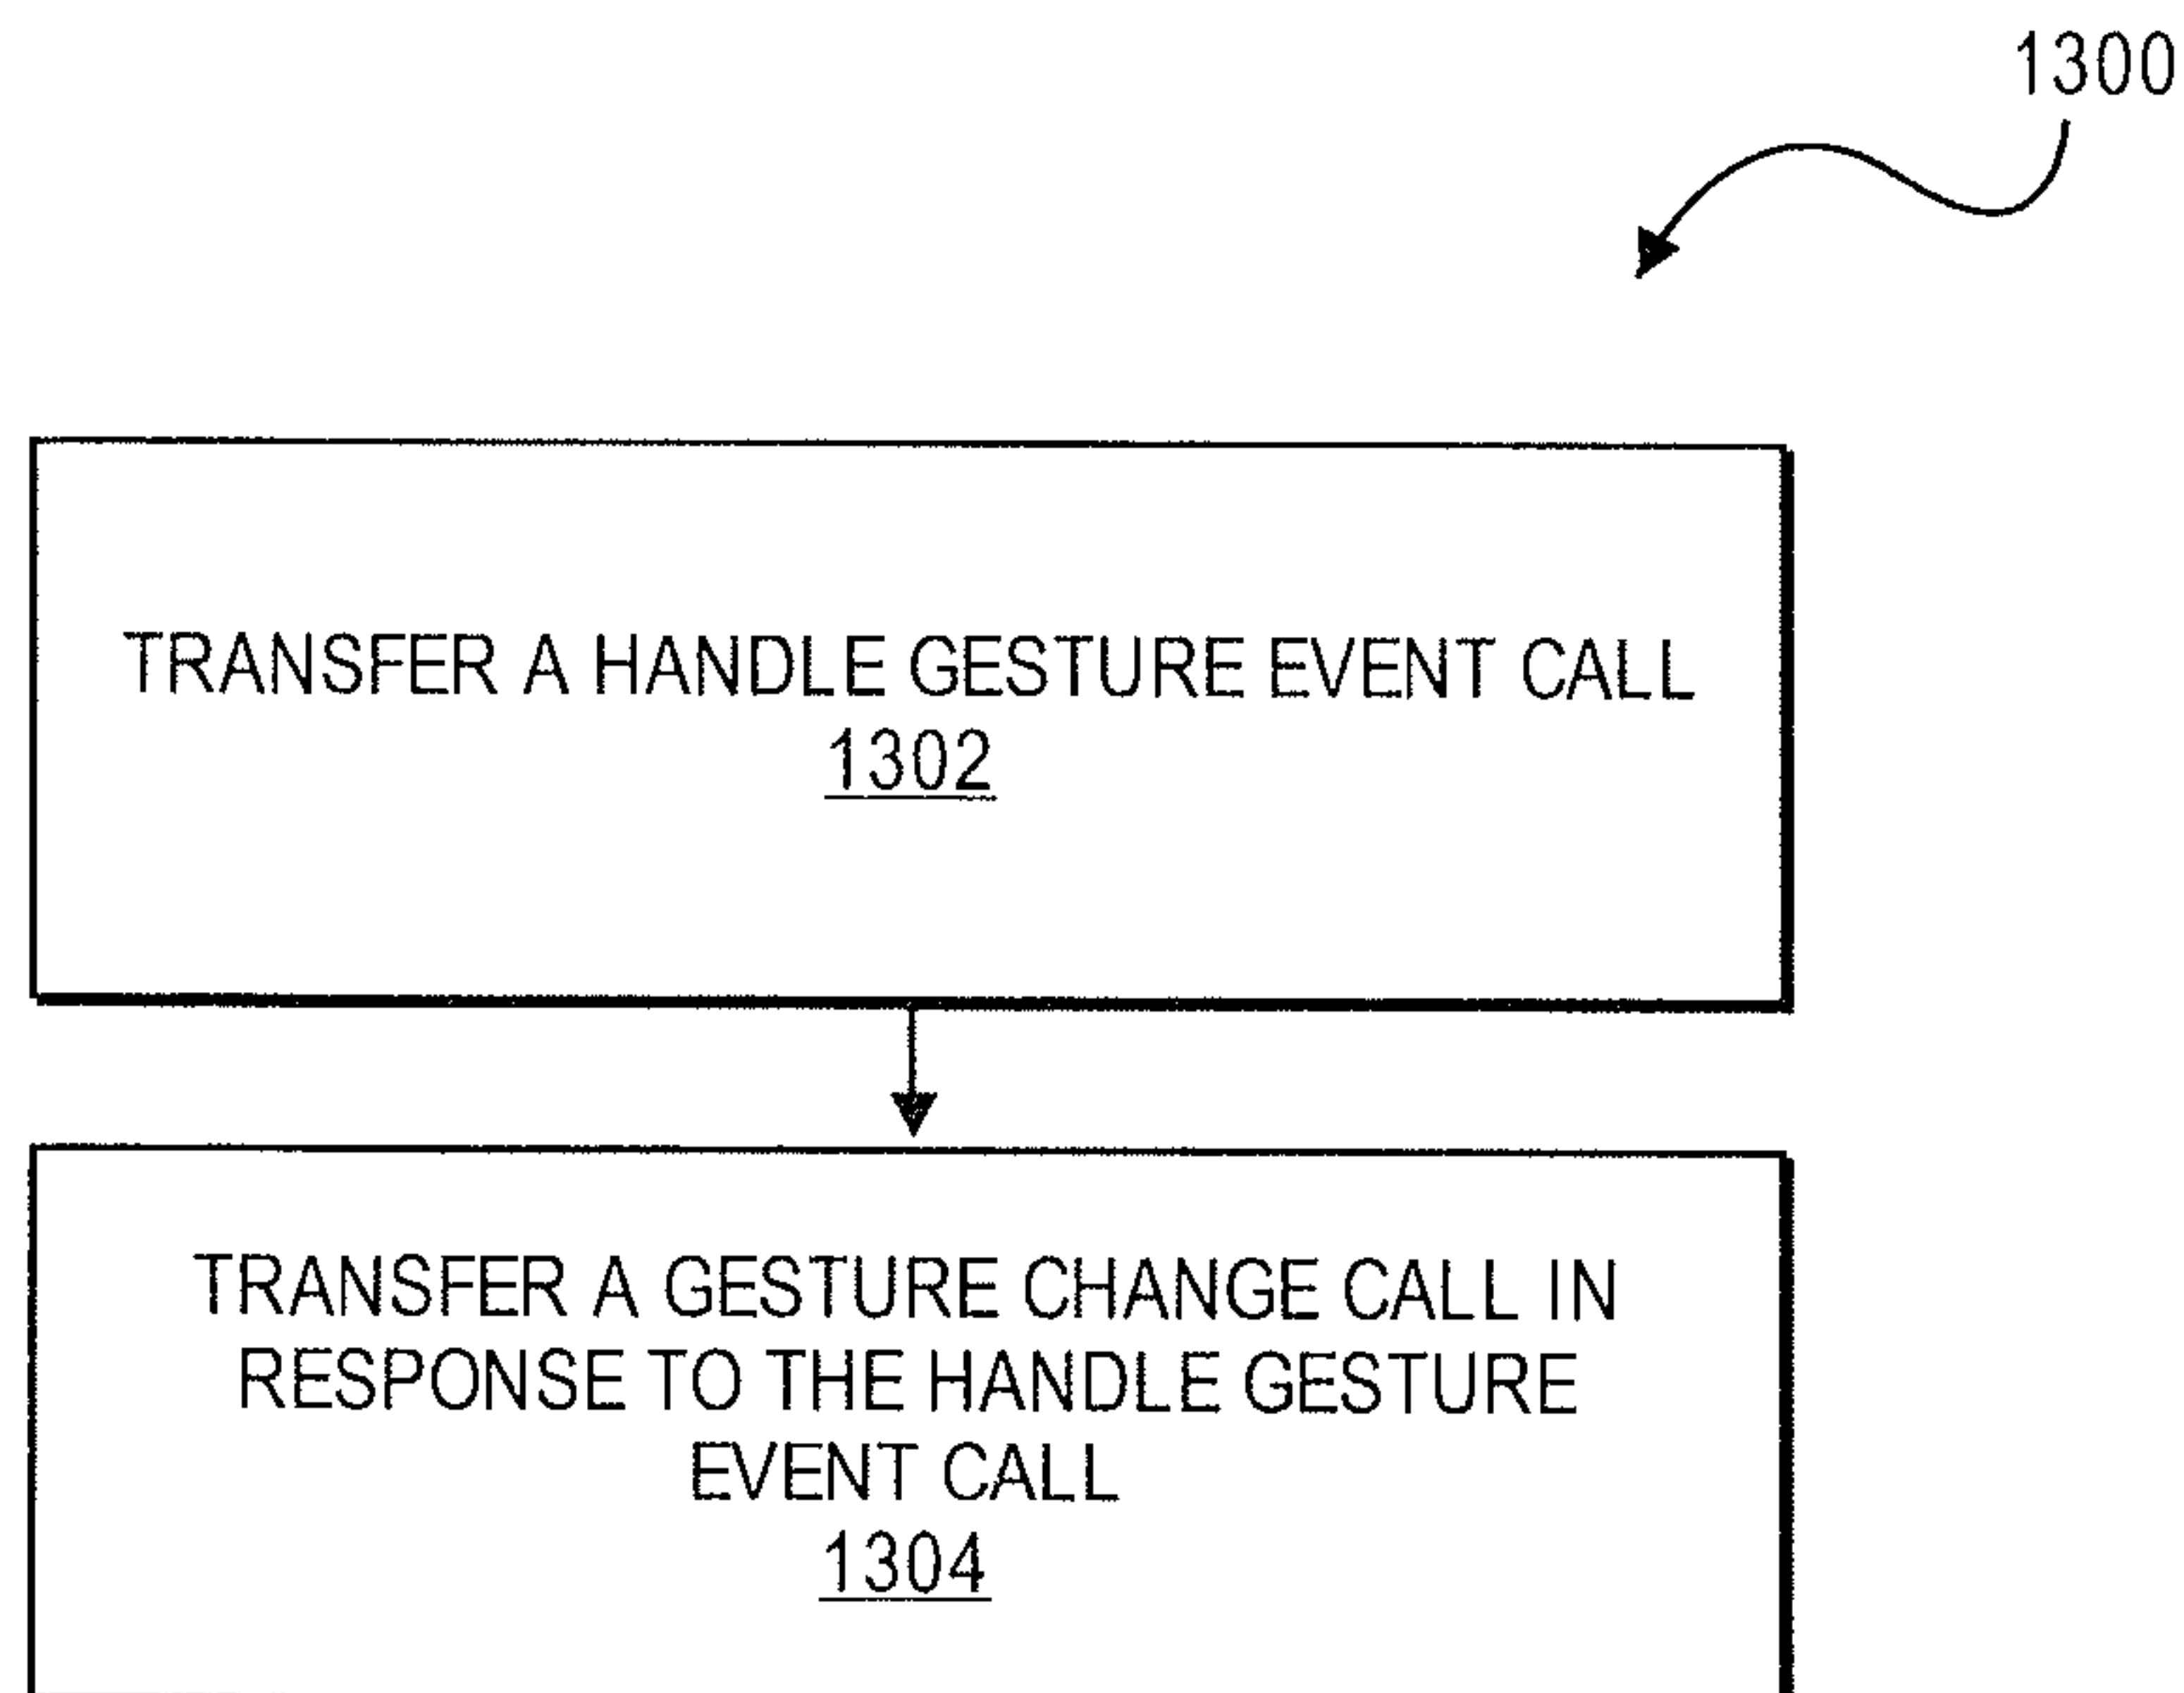 1300
TRANSFER A HANDLE GESTURE EVENT CALL
1302
TRANSFER A GESTURE CHANGE CALL IN
RESPONSE TO THE HANDLE GESTURE
EVENT CALL
1304